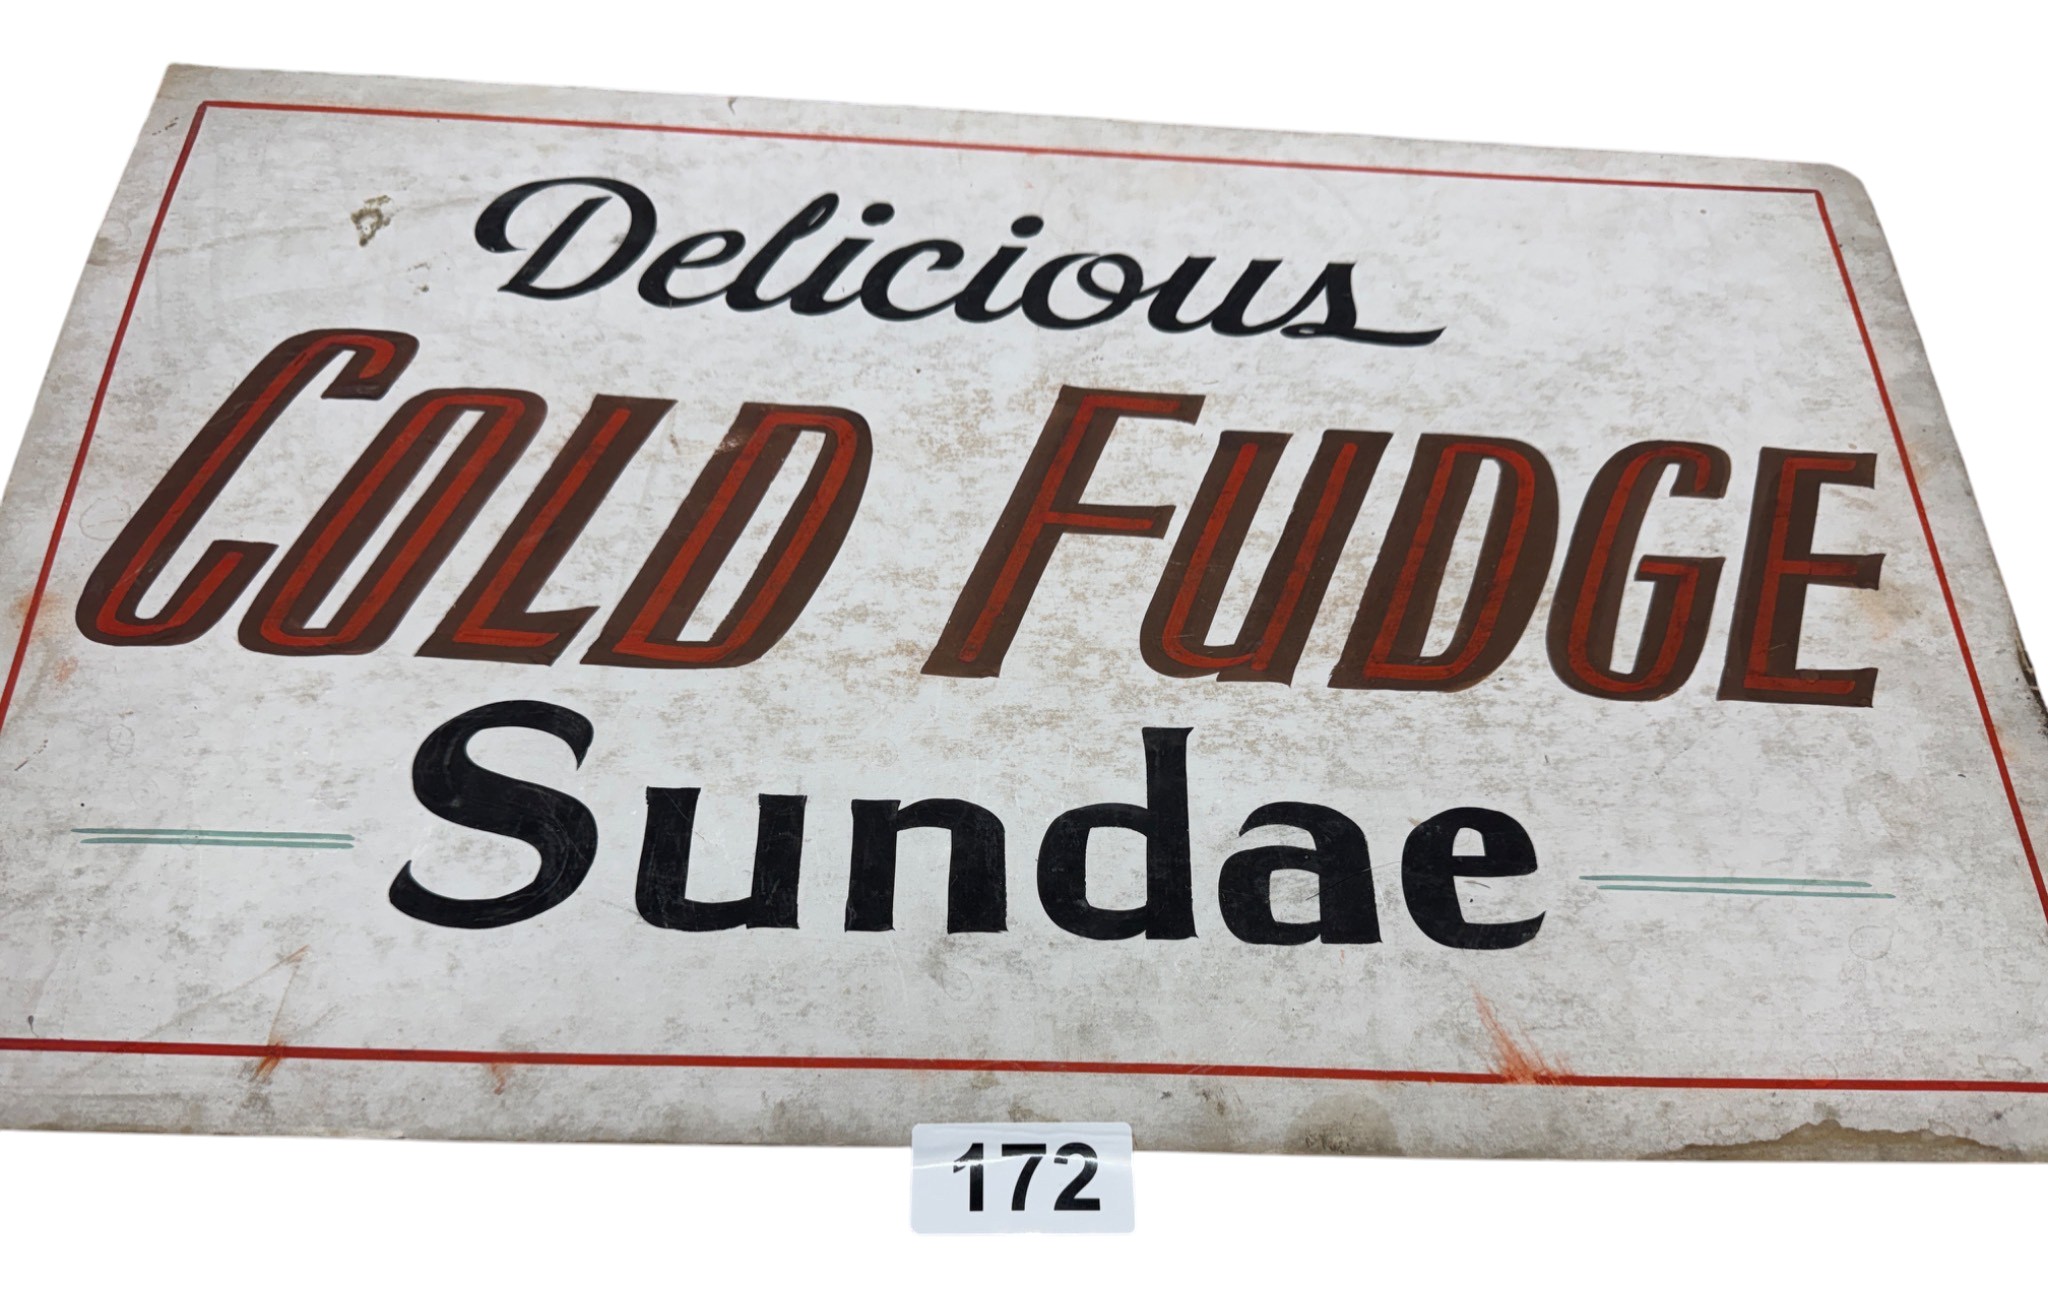 Delicious
COLD FUDGE
Sundae
172